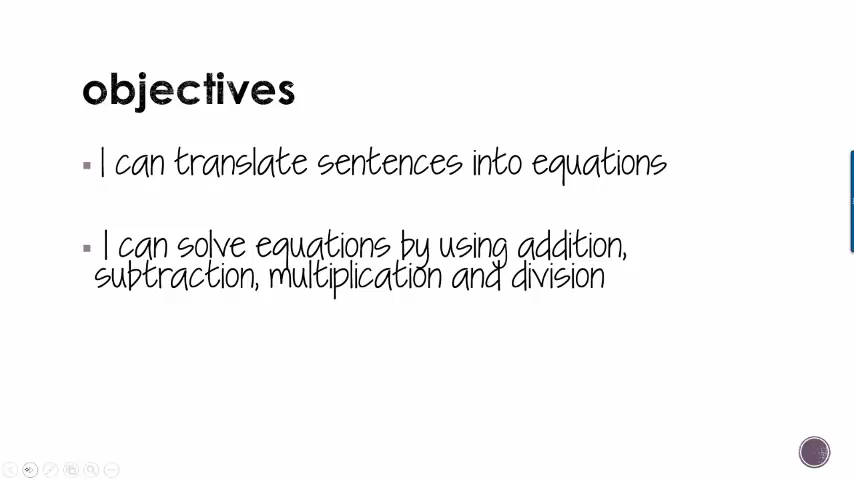 objectives
I can translate sentences into equations
I can solve equations by using addition,
subtraction, multiplication and division